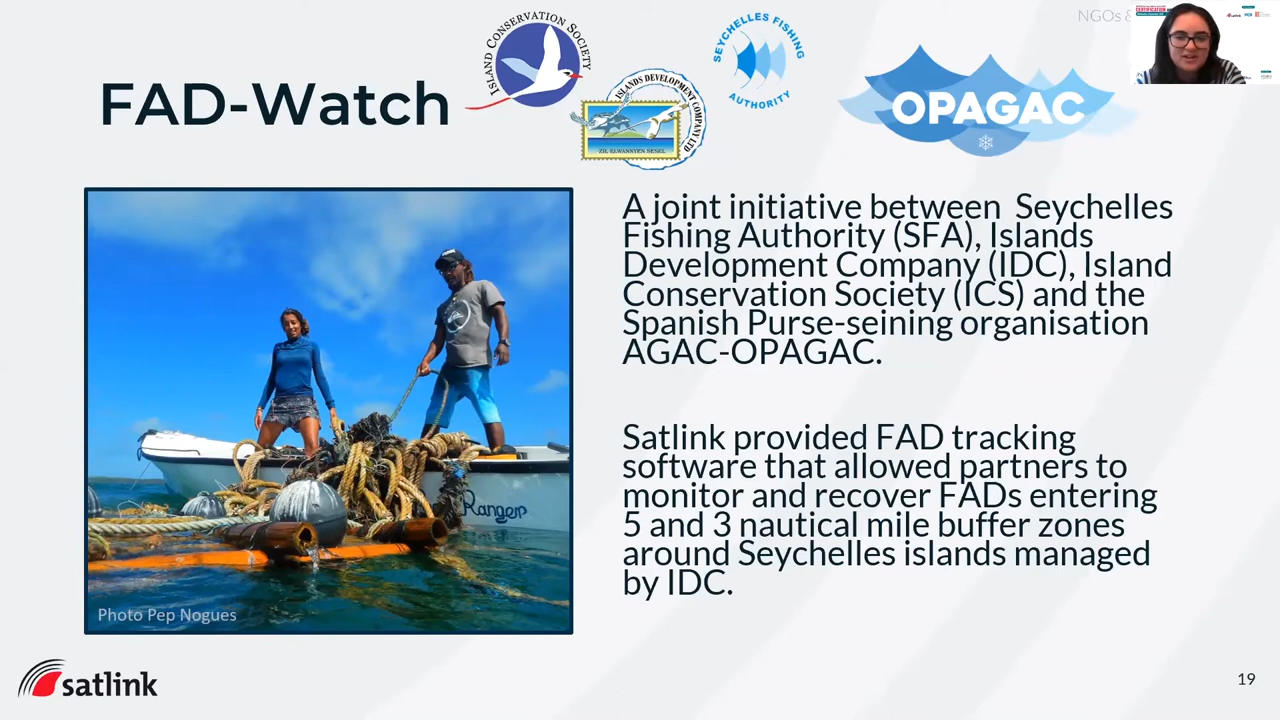 NGOs &
CERTIFICATION
FAD-Watch
ISLAND CONSERVATION SOCIETY
ISLANDS DEVELOPMENT COMPANY LTD
ZIL ELWANNYEN SESEL
SEYCHELLES FISHING
AUTHORITY
OPAGAC
A joint initiative between Seychelles
Fishing Authority (SFA), Islands
Development Company (IDC), Island
Conservation Society (ICS) and the
Spanish Purse-seining organisation
AGAC-OPAGAC.
Satlink provided FAD tracking
software that allowed partners to
monitor and recover FADs entering
5 and 3 nautical mile buffer zones
around Seychelles islands managed
by IDC.
Ranger
Photo Pep Nogues
satlink
19